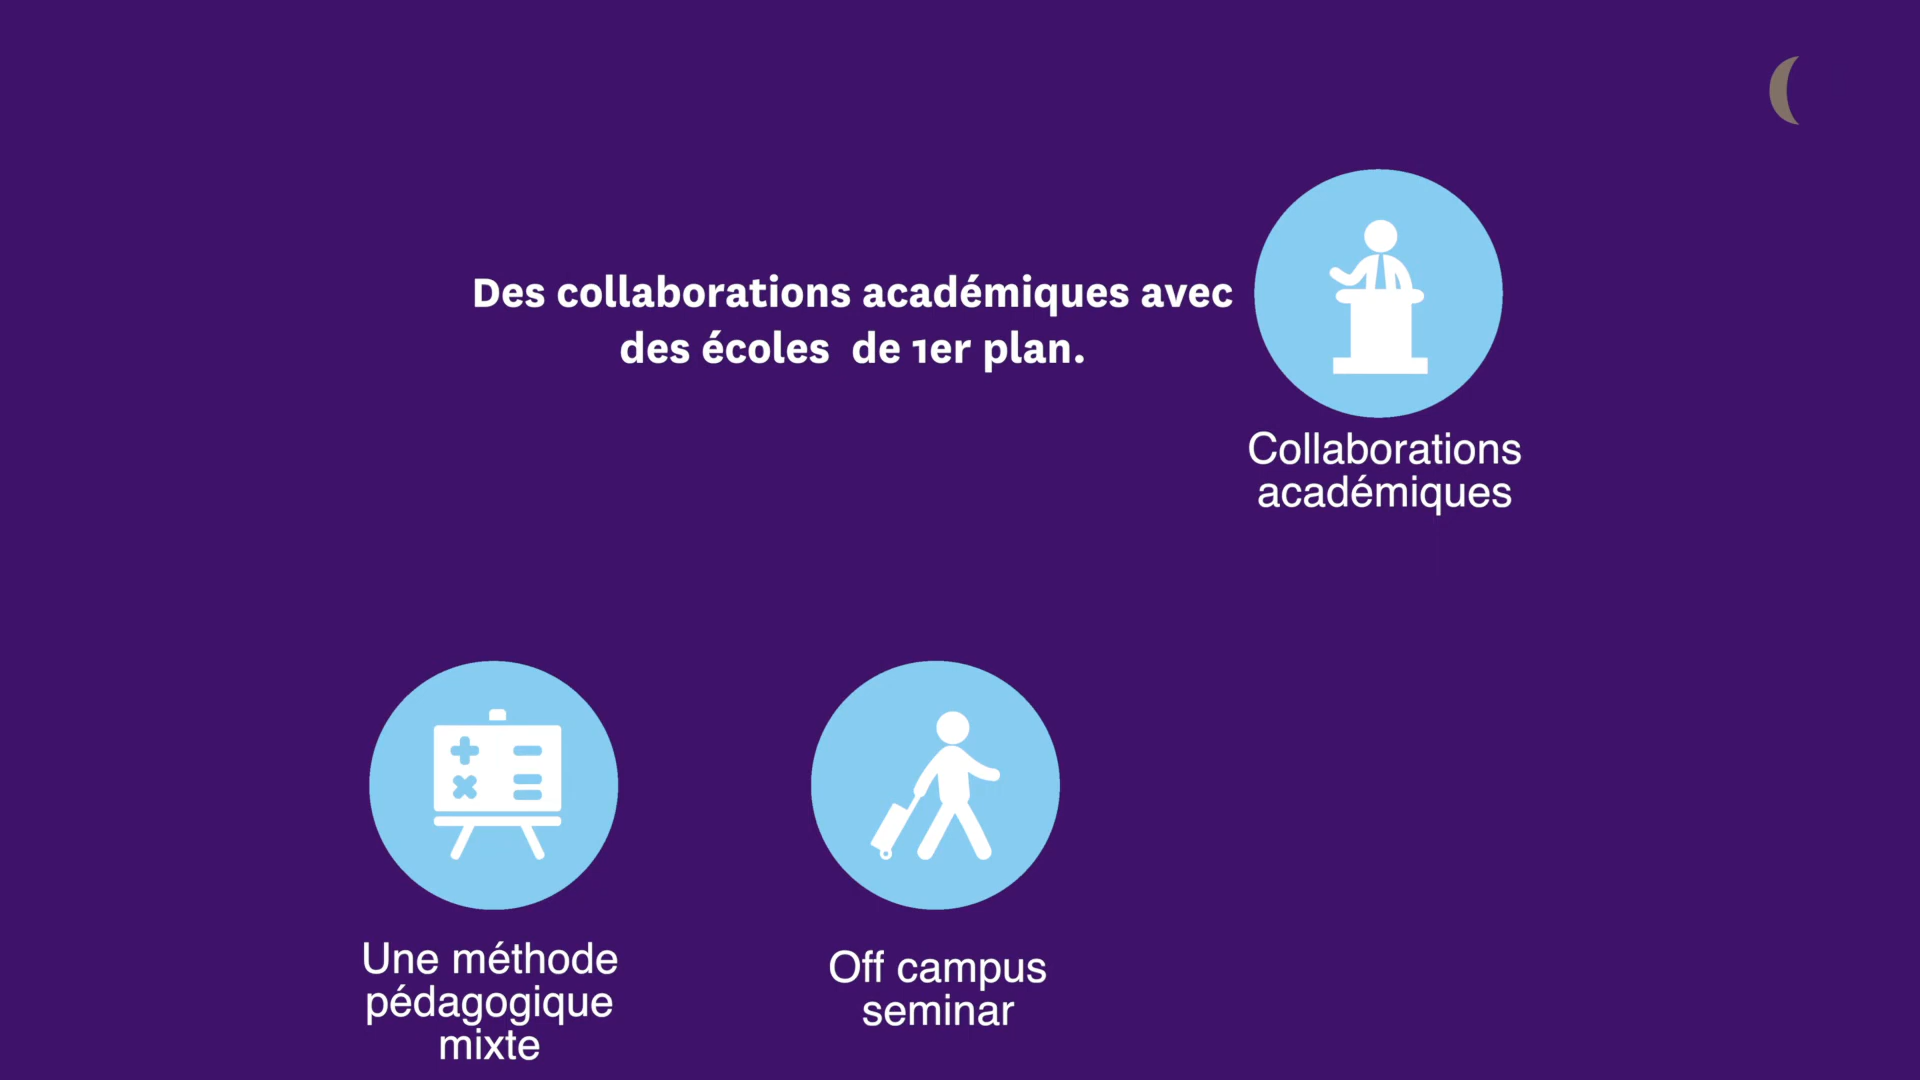 Des collaborations académiques avec
des écoles  de 1er plan.
Collaborations
académiques
Une méthode
pédagogique
mixte
Off campus
seminar